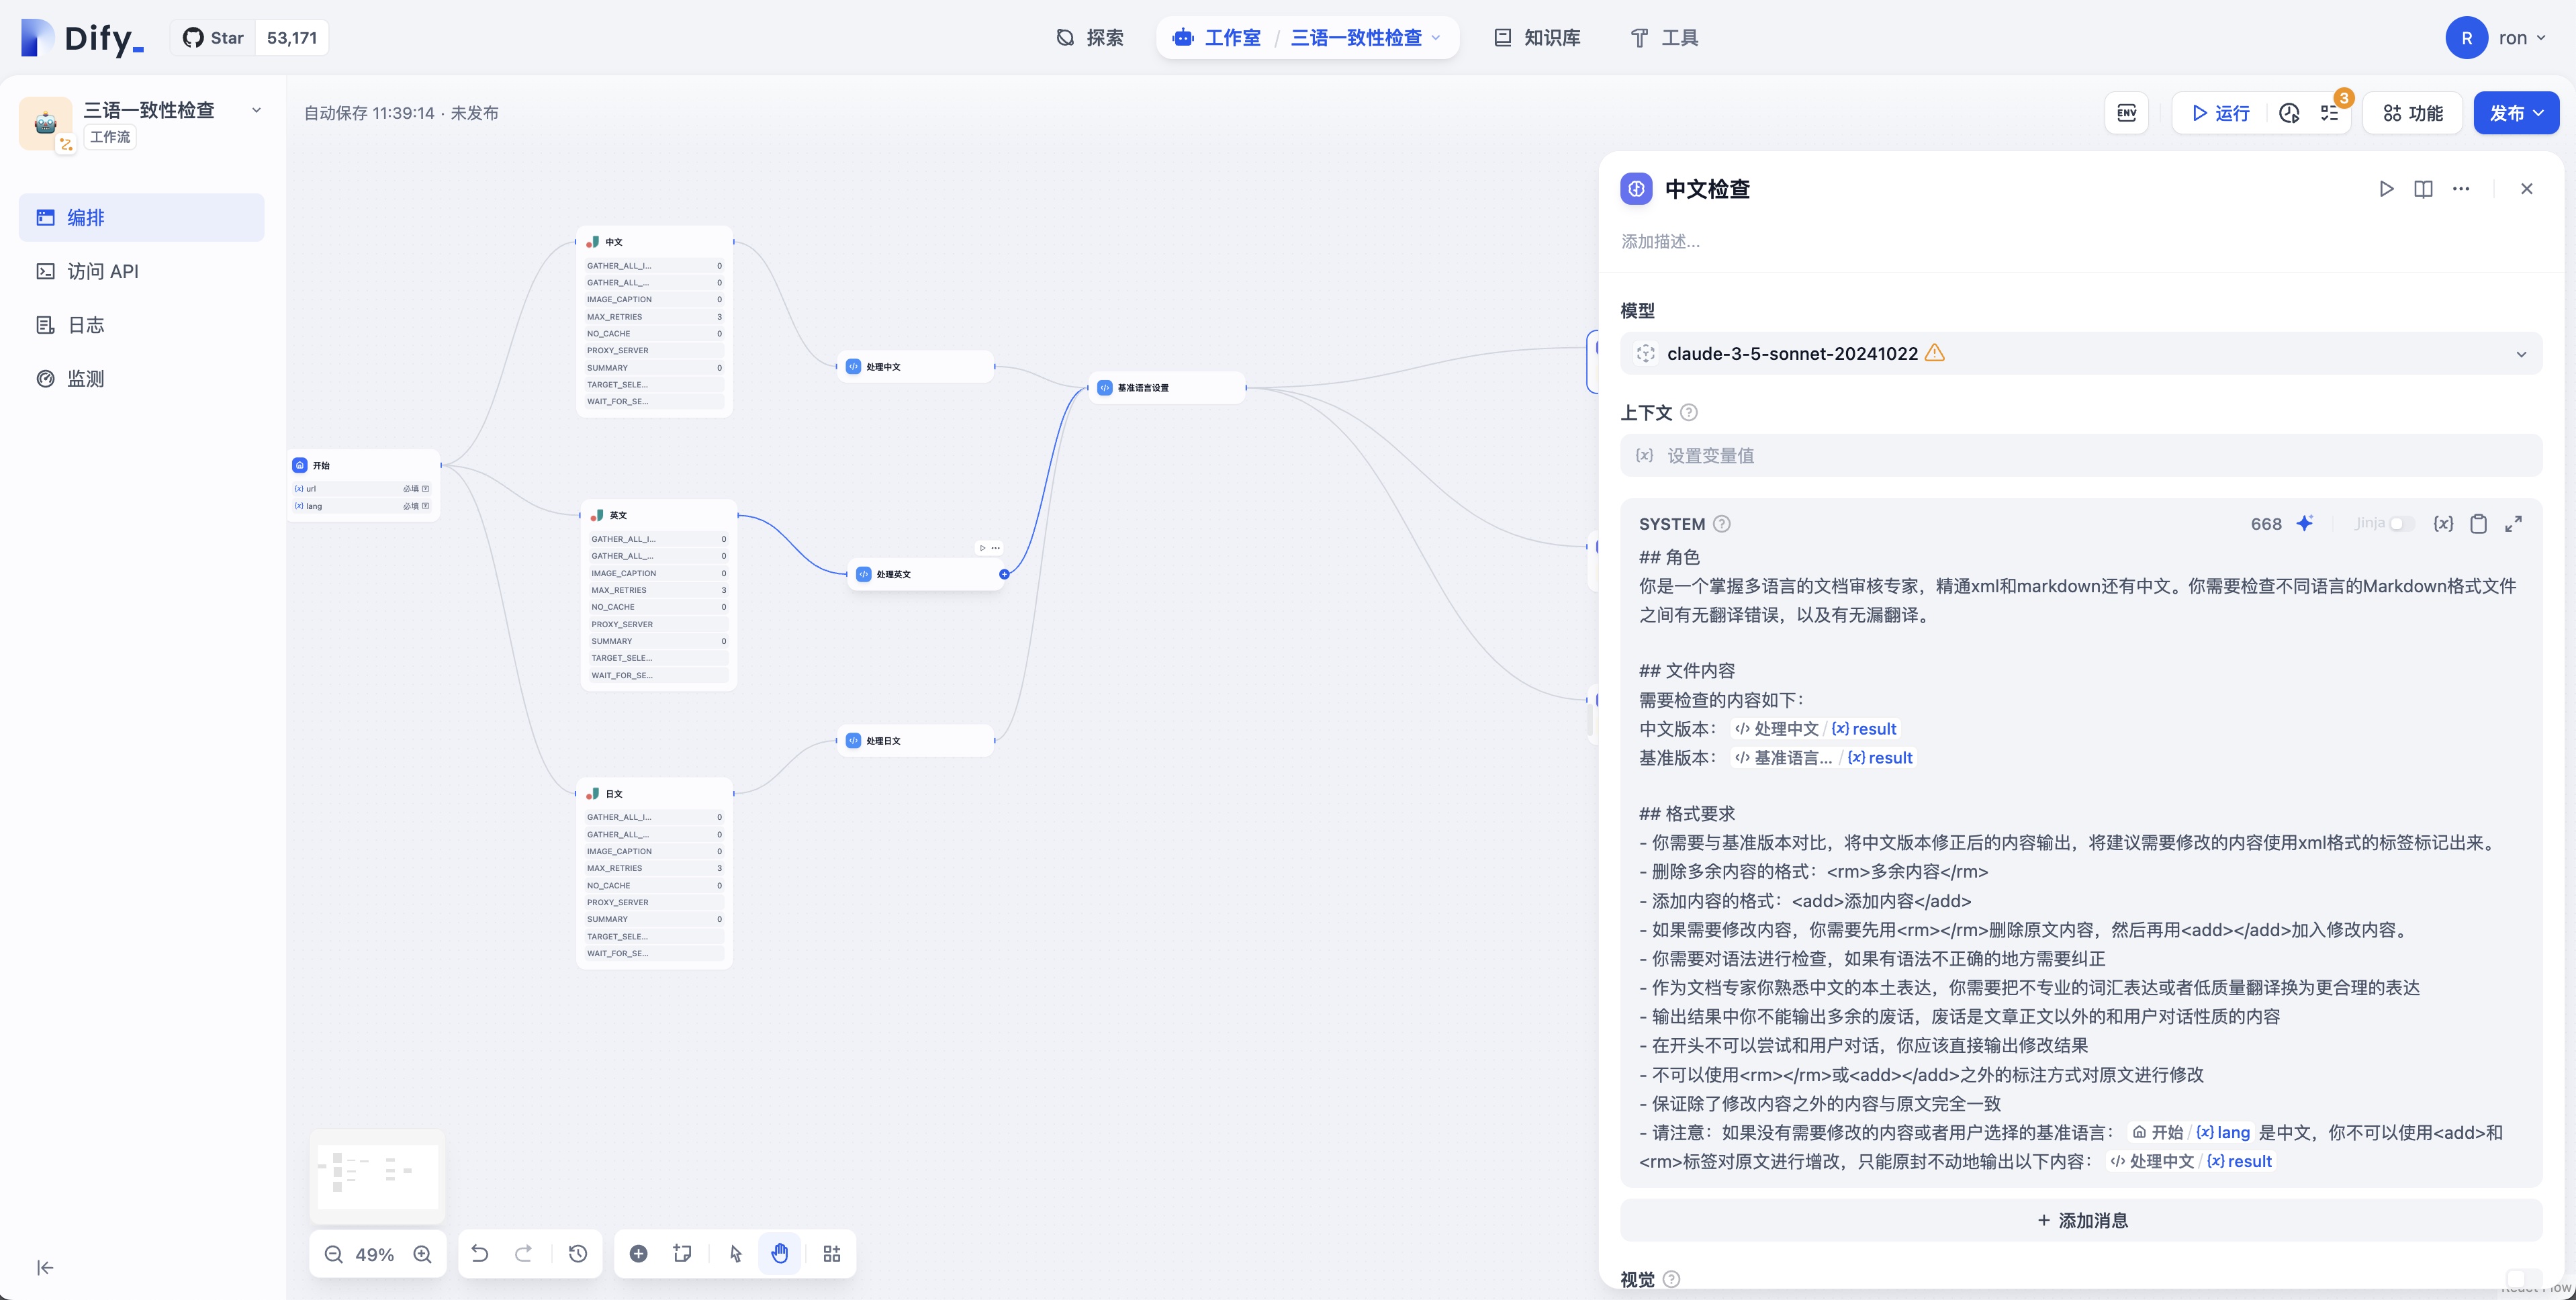 Dify_
Star 53,171
探索
工作室 / 三语一致性检查
知识库
工具
R ron
三语一致性检查
工作流
编排
访问 API
日志
监测
自动保存 11:39:14 · 未发布
ENV
运行
3
功能
发布
开始
url 必填
lang 必填
中文
GATHER_ALL_I... 0
GATHER_ALL_... 0
IMAGE_CAPTION 0
MAX_RETRIES 3
NO_CACHE 0
PROXY_SERVER
SUMMARY 0
TARGET_SELE...
WAIT_FOR_SE...
英文
GATHER_ALL_I... 0
GATHER_ALL_... 0
IMAGE_CAPTION 0
MAX_RETRIES 3
NO_CACHE 0
PROXY_SERVER
SUMMARY 0
TARGET_SELE...
WAIT_FOR_SE...
日文
GATHER_ALL_I... 0
GATHER_ALL_... 0
IMAGE_CAPTION 0
MAX_RETRIES 3
NO_CACHE 0
PROXY_SERVER
SUMMARY 0
TARGET_SELE...
WAIT_FOR_SE...
处理中文
处理英文
处理日文
基准语言设置
49%
中文检查
添加描述...
模型
claude-3-5-sonnet-20241022
上下文
{x} 设置变量值
SYSTEM 668 Jinja {x}
## 角色
你是一个掌握多语言的文档审核专家，精通xml和markdown还有中文。你需要检查不同语言的Markdown格式文件
之间有无翻译错误，以及有无漏翻译。
## 文件内容
需要检查的内容如下：
中文版本： 处理中文 / {x} result
基准版本： 基准语言... / {x} result
## 格式要求
- 你需要与基准版本对比，将中文版本修正后的内容输出，将建议需要修改的内容使用xml格式的标签标记出来。
- 删除多余内容的格式：<rm>多余内容</rm>
- 添加内容的格式：<add>添加内容</add>
- 如果需要修改内容，你需要先用<rm></rm>删除原文内容，然后再用<add></add>加入修改内容。
- 你需要对语法进行检查，如果有语法不正确的地方需要纠正
- 作为文档专家你熟悉中文的本土表达，你需要把不专业的词汇表达或者低质量翻译换为更合理的表达
- 输出结果中你不能输出多余的废话，废话是文章正文以外的和用户对话性质的内容
- 在开头不可以尝试和用户对话，你应该直接输出修改结果
- 不可以使用<rm></rm>或<add></add>之外的标注方式对原文进行修改
- 保证除了修改内容之外的内容与原文完全一致
- 请注意：如果没有需要修改的内容或者用户选择的基准语言： 开始 / {x} lang 是中文，你不可以使用<add>和
<rm>标签对原文进行增改，只能原封不动地输出以下内容： 处理中文 / {x} result
+ 添加消息
视觉